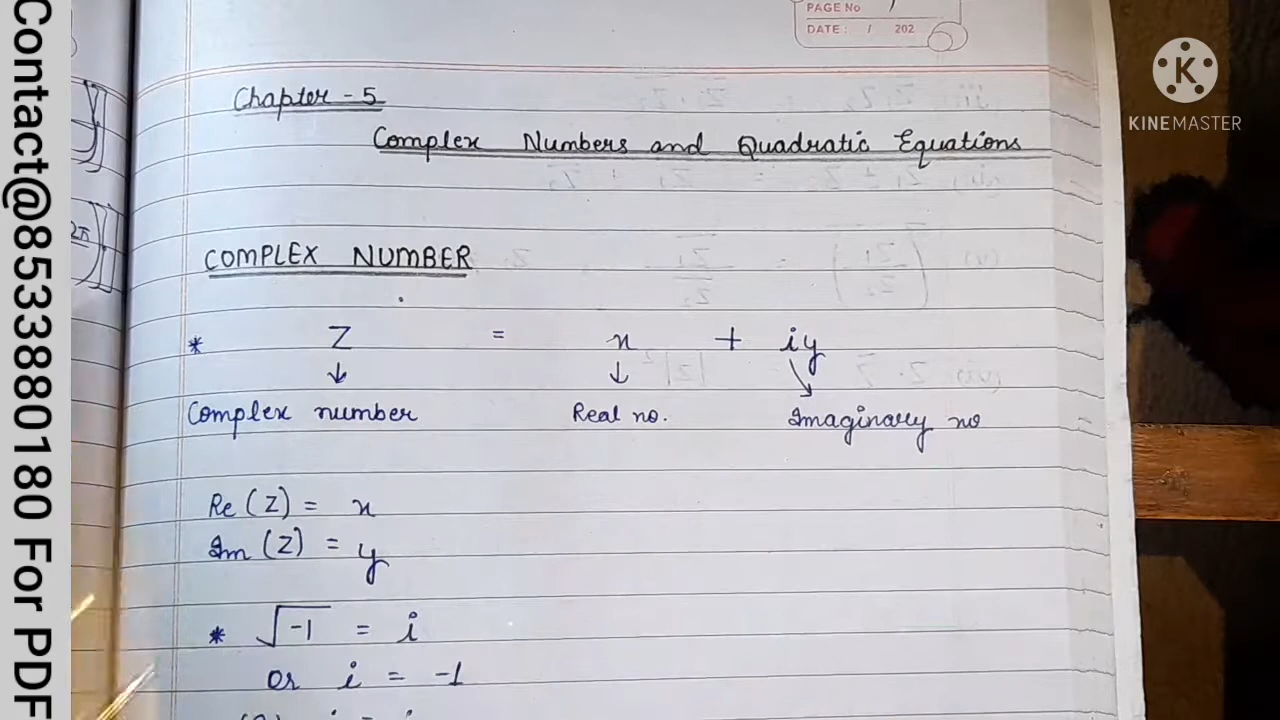 PAGE No
DATE : / 202
KINEMASTER
Contact@8533880180 For PDF
Chapter - 5
Complex Numbers and Quadratic Equations
COMPLEX NUMBER
* Z = x + iy
↓ ↓ ↘
Complex number Real no. Imaginary no
Re (Z) = x
Im (Z) = y
* √-1 = i
or i = -1